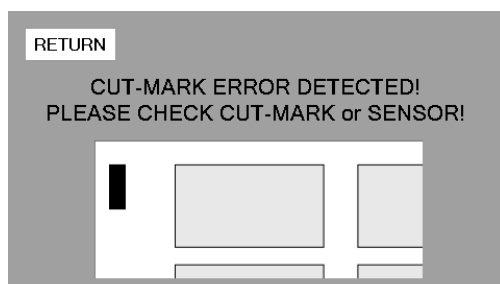 RETURN
CUT-MARK ERROR DETECTED!
PLEASE CHECK CUT-MARK or SENSOR!